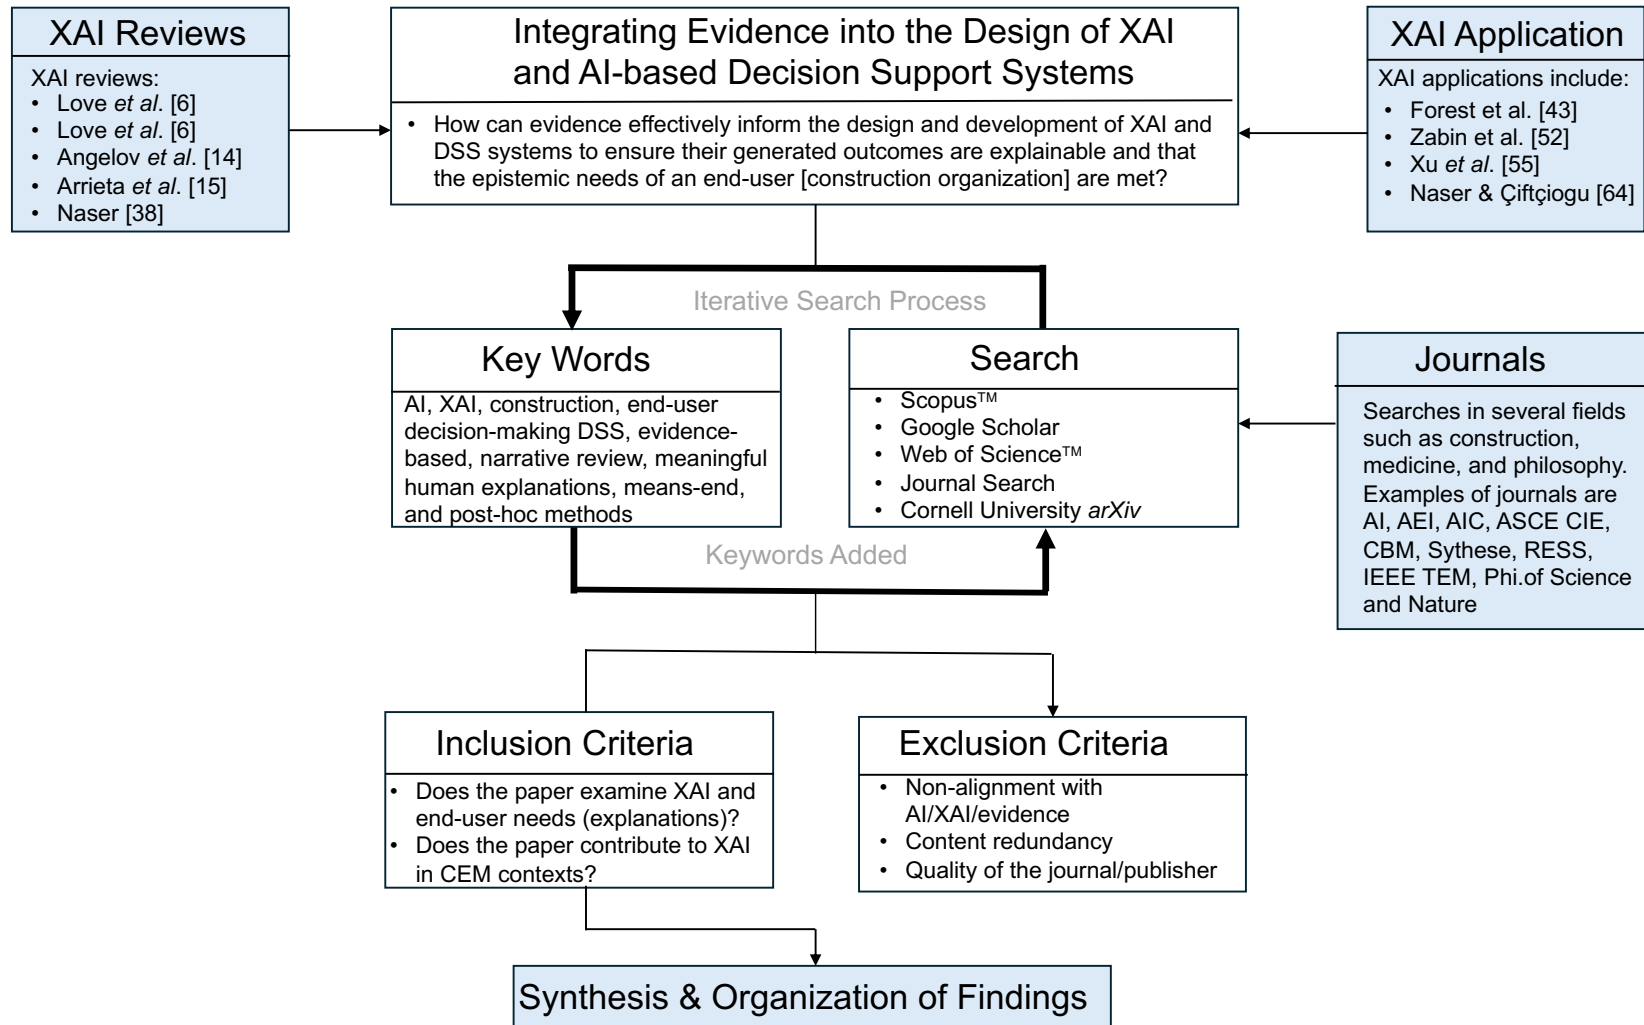 XAI Reviews
XAI reviews:
• Love et al. [6]
• Love et al. [6]
• Angelov et al. [14]
• Arrieta et al. [15]
• Naser [38]
Integrating Evidence into the Design of XAI
and AI-based Decision Support Systems
• How can evidence effectively inform the design and development of XAI and
DSS systems to ensure their generated outcomes are explainable and that
the epistemic needs of an end-user [construction organization] are met?
XAI Application
XAI applications include:
• Forest et al. [43]
• Zabin et al. [52]
• Xu et al. [55]
• Naser & Çiftçiogu [64]
Iterative Search Process
Key Words
AI, XAI, construction, end-user
decision-making DSS, evidence-
based, narrative review, meaningful
human explanations, means-end,
and post-hoc methods
Search
• Scopus™
• Google Scholar
• Web of Science™
• Journal Search
• Cornell University arXiv
Journals
Searches in several fields
such as construction,
medicine, and philosophy.
Examples of journals are
AI, AEI, AIC, ASCE CIE,
CBM, Sythese, RESS,
IEEE TEM, Phi.of Science
and Nature
Keywords Added
Inclusion Criteria
• Does the paper examine XAI and
end-user needs (explanations)?
• Does the paper contribute to XAI
in CEM contexts?
Exclusion Criteria
• Non-alignment with
AI/XAI/evidence
• Content redundancy
• Quality of the journal/publisher
Synthesis & Organization of Findings